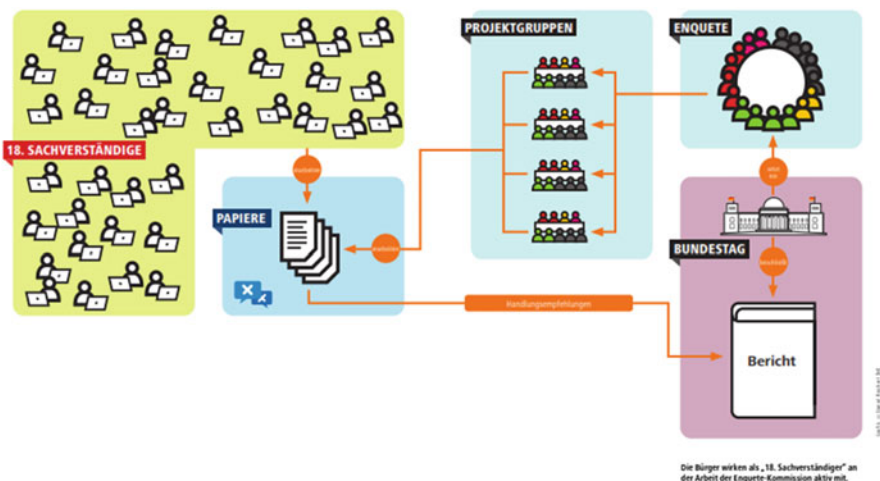 PROJEKTGRUPPEN
ENQUETE
18. SACHVERSTÄNDIGE
PAPIERE
BUNDESTAG
Handlungsempfehlungen
Bericht
Die Bürger wirken als „18. Sachverständiger“ an
der Arbeit der Enquete-Kommission aktiv mit.